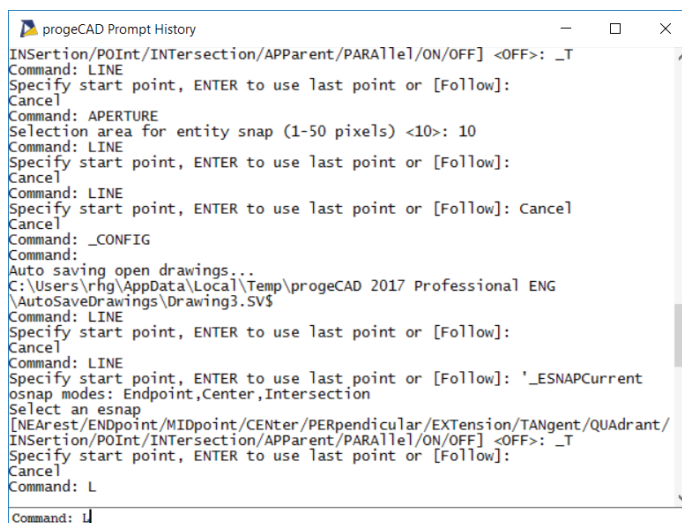 progeCAD Prompt History
INSertion/POInt/INTersection/APParent/PARAllel/ON/OFF] <OFF>: _T
Command: LINE
Specify start point, ENTER to use last point or [Follow]:
Cancel
Command: APERTURE
Selection area for entity snap (1-50 pixels) <10>: 10
Command: LINE
Specify start point, ENTER to use last point or [Follow]:
Cancel
Command: LINE
Specify start point, ENTER to use last point or [Follow]: Cancel
Cancel
Command: _CONFIG
Command:
Auto saving open drawings...
C:\Users\rhg\AppData\Local\Temp\progeCAD 2017 Professional ENG
\AutoSaveDrawings\Drawing3.SV$
Command: LINE
Specify start point, ENTER to use last point or [Follow]:
Cancel
Command: LINE
Specify start point, ENTER to use last point or [Follow]: '_ESNAPCurrent
osnap modes: Endpoint,Center,Intersection
Select an esnap
[NEArest/ENDpoint/MIDpoint/CENter/PERpendicular/EXTension/TANgent/QUAdrant/
INSertion/POInt/INTersection/APParent/PARAllel/ON/OFF] <OFF>: _T
Specify start point, ENTER to use last point or [Follow]:
Cancel
Command: L
Command: L